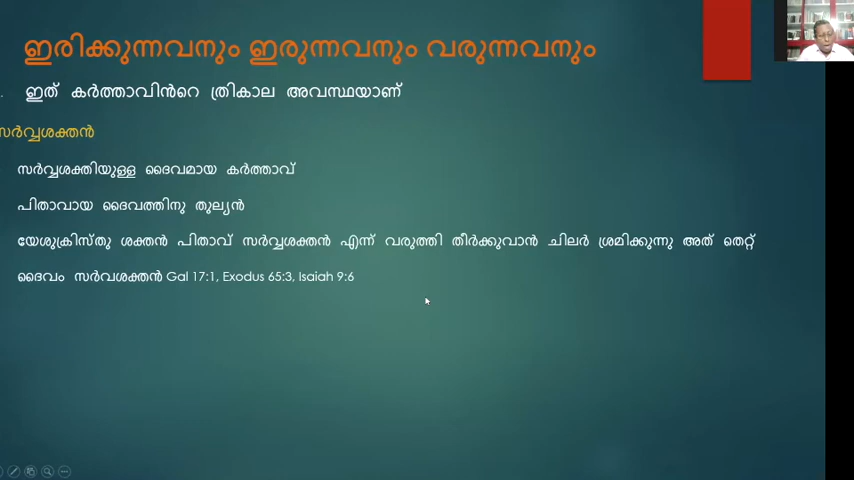 ഇരിക്കുന്നവനും ഇരുന്നവനും വരുന്നവനും
. ഇത് കർത്താവിൻറെ ത്രികാല അവസ്ഥയാണ്
സർവ്വശക്തൻ
സർവ്വശക്തിയുള്ള ദൈവമായ കർത്താവ്
പിതാവായ ദൈവത്തിനു തുല്യൻ
യേശുക്രിസ്തു ശക്തൻ പിതാവ് സർവ്വശക്തൻ എന്ന് വരുത്തി തീർക്കുവാൻ ചിലർ ശ്രമിക്കുന്നു അത് തെറ്റ്
ദൈവം സർവശക്തൻ Gal 17:1, Exodus 65:3, Isaiah 9:6